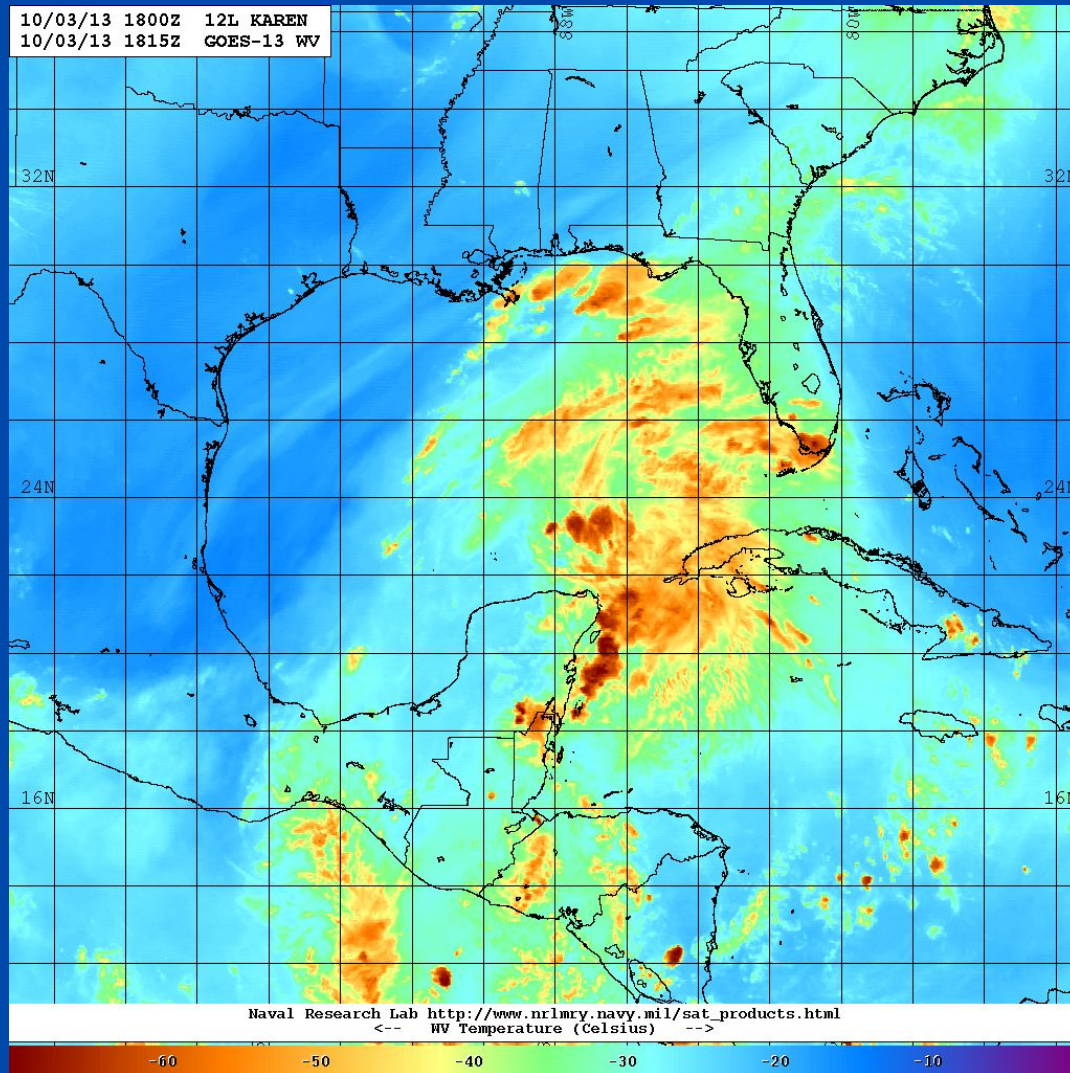 10/03/13 1800Z 12L KAREN
10/03/13 1815Z GOES-13 WV
32N 32N
24N 24N
16N 16N
Naval Research Lab http://www.nrlmry.navy.mil/sat_products.html
<-- WV Temperature (Celsius) -->
-60 -50 -40 -30 -20 -10